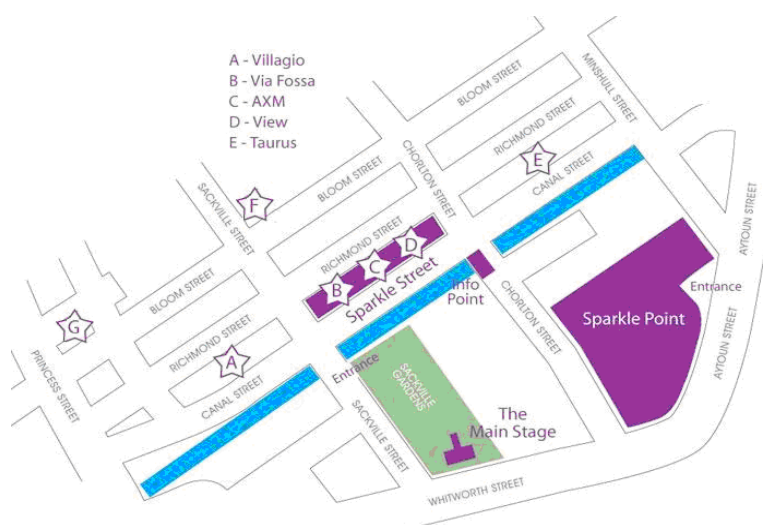 A - Villagio
B - Via Fossa
C - AXM
D - View
E - Taurus
BLOOM STREET
MINSHULL STREET
RICHMOND STREET
CHORLTON STREET
E
CANAL STREET
SACKVILLE STREET
F
BLOOM STREET
RICHMOND STREET
D
C
B
Sparkle Street
AYTOUN STREET
BLOOM STREET
Info
Point
CHORLTON STREET
Entrance
Sparkle Point
G
RICHMOND STREET
A
Entrance
PRINCESS STREET
CANAL STREET
SACKVILLE
GARDENS
AYTOUN STREET
SACKVILLE STREET
The
Main Stage
WHITWORTH STREET